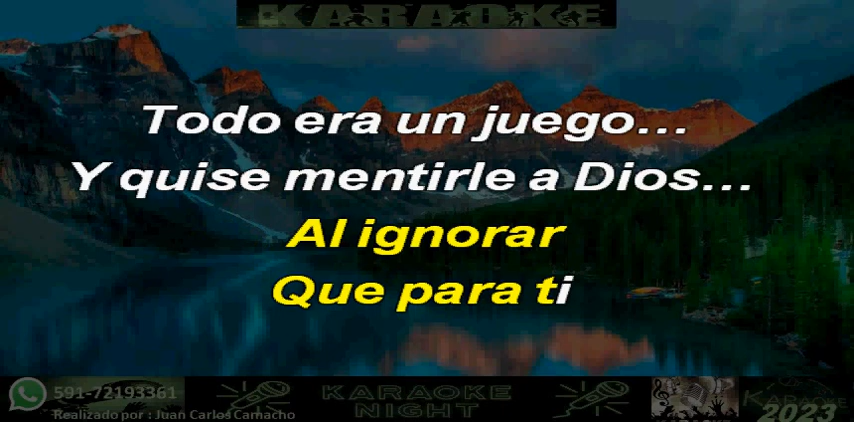 KARAOKE
Todo era un juego...
Y quise mentirle a Dios...
Al ignorar
Que para ti
591-72193361
Realizado por : Juan Carlos Camacho
KARAOKE
NIGHT
KARAOKE
2023